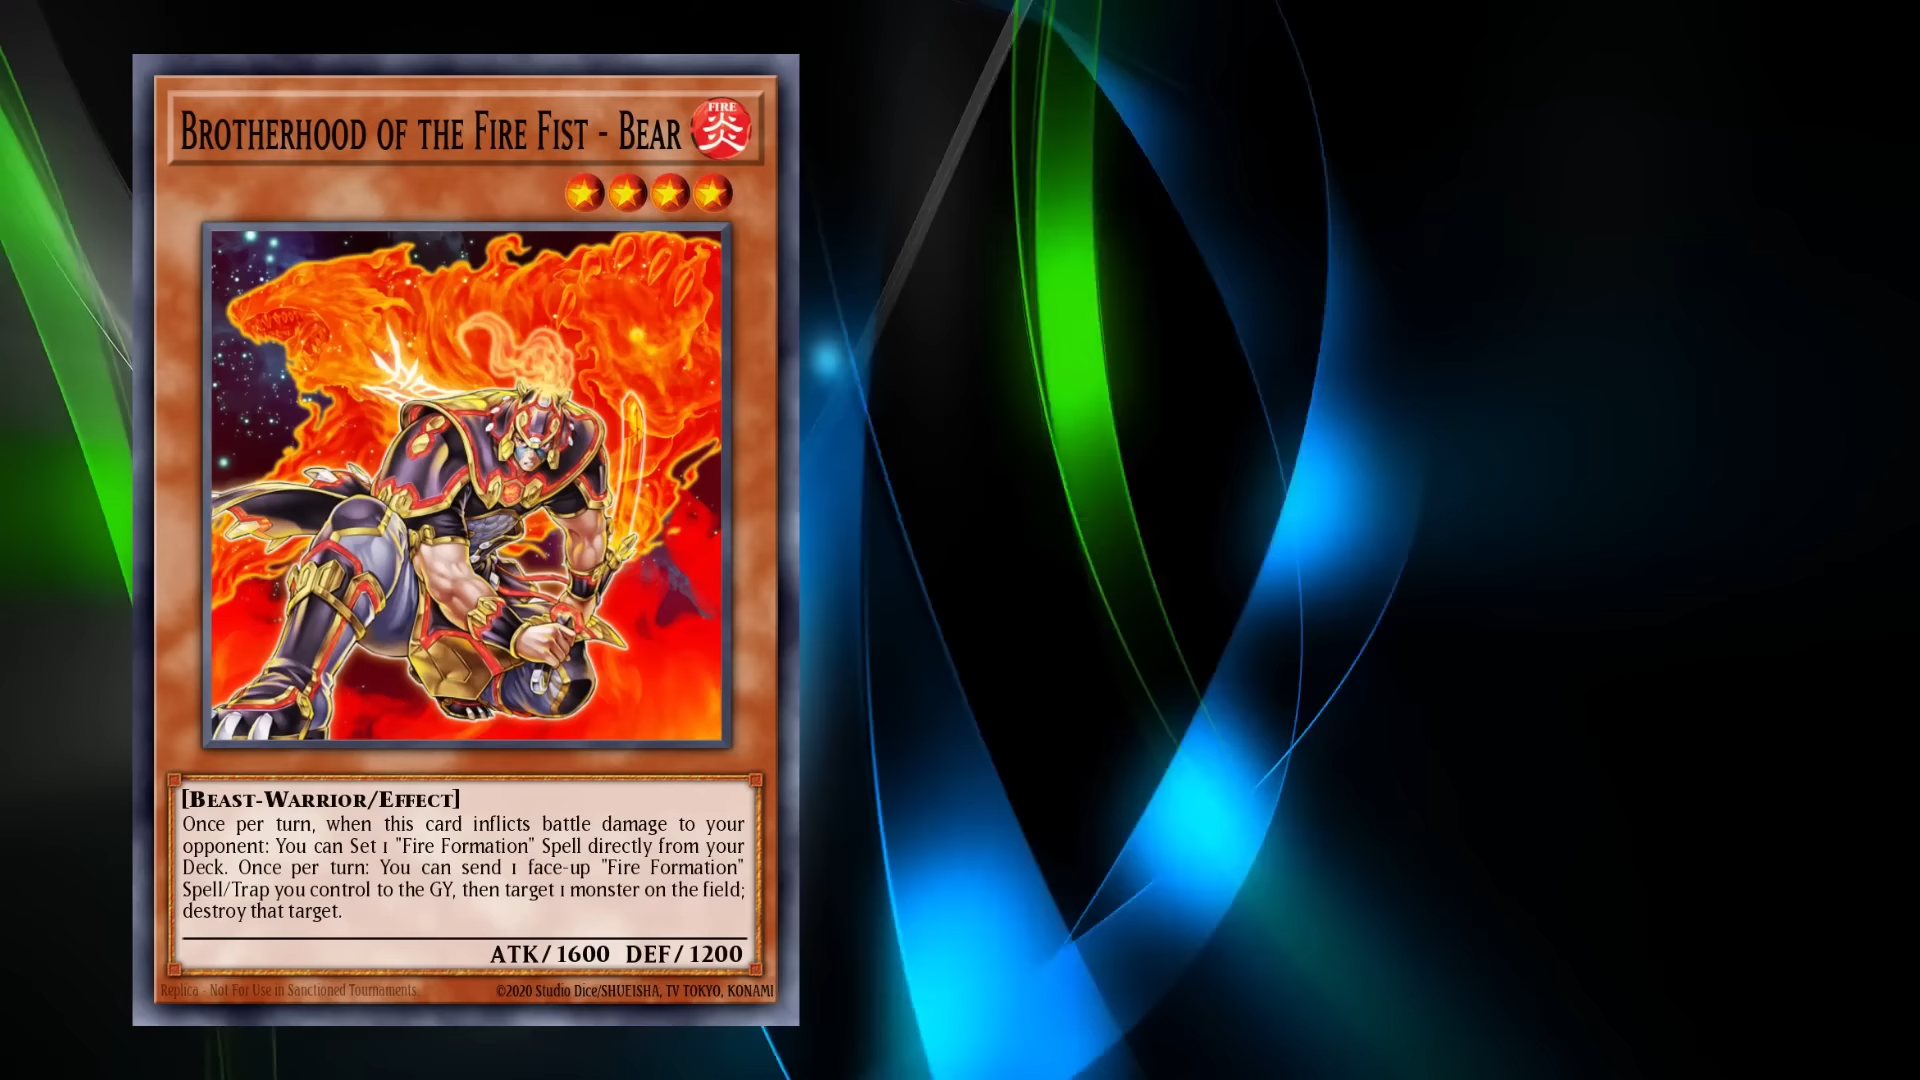 Brotherhood of the Fire Fist - Bear
FIRE
炎
[Beast-Warrior/Effect]
Once per turn, when this card inflicts battle damage to your
opponent: You can Set 1 "Fire Formation" Spell directly from your
Deck. Once per turn: You can send 1 face-up "Fire Formation"
Spell/Trap you control to the GY, then target 1 monster on the field;
destroy that target.
ATK/1600 DEF/1200
Replica - Not For Use in Sanctioned Tournaments
©2020 Studio Dice/SHUEISHA, TV TOKYO, KONAMI